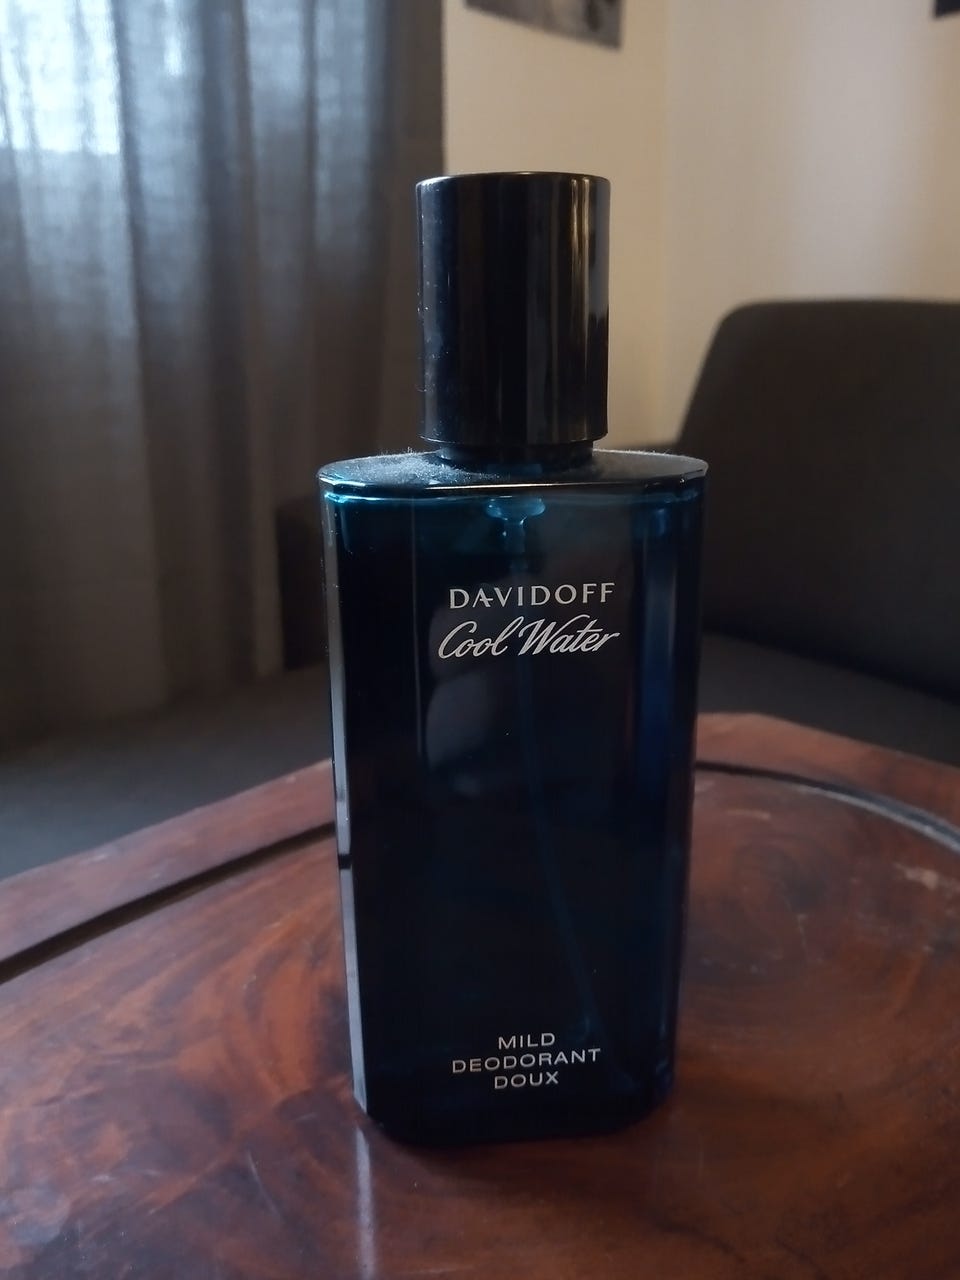 DAVIDOFF
Cool Water
MILD
DEODORANT
DOUX